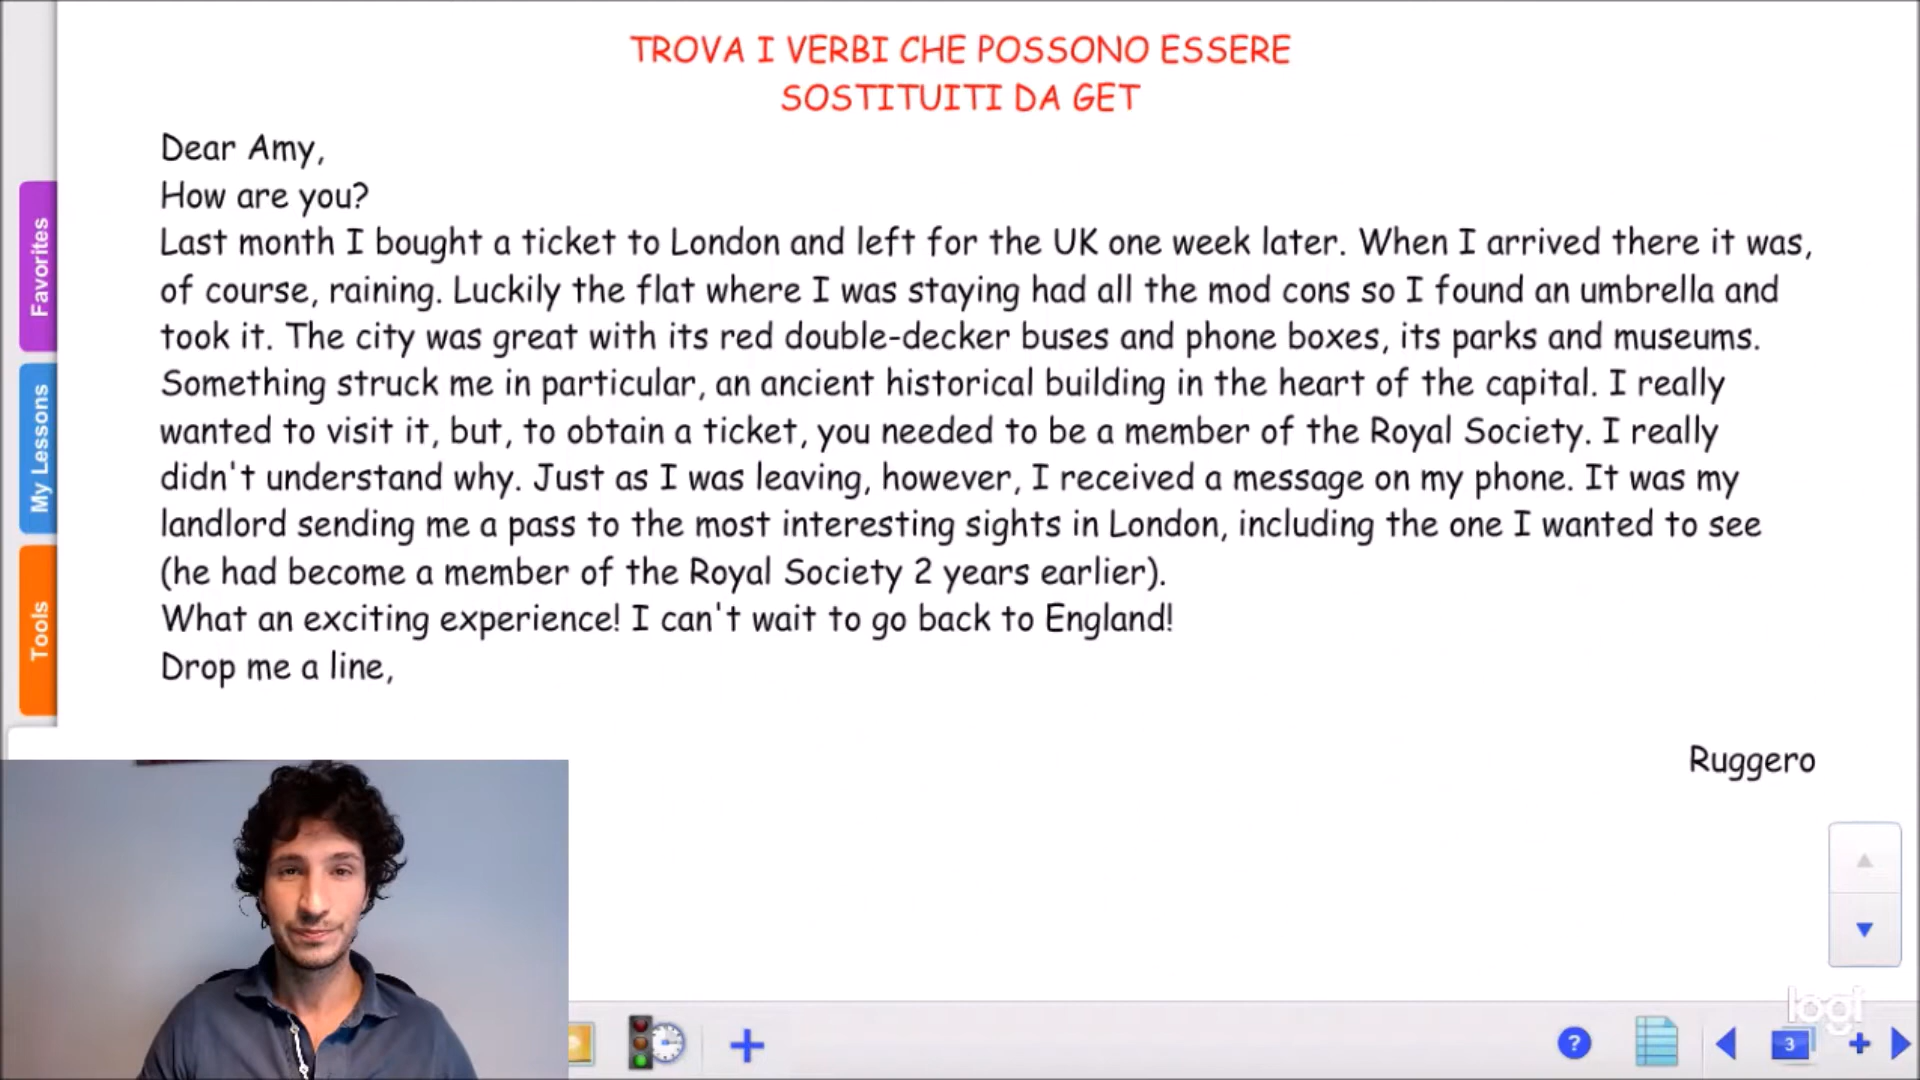 TROVA I VERBI CHE POSSONO ESSERE
SOSTITUITI DA GET
Dear Amy,
How are you?
Last month I bought a ticket to London and left for the UK one week later. When I arrived there it was,
of course, raining. Luckily the flat where I was staying had all the mod cons so I found an umbrella and
took it. The city was great with its red double-decker buses and phone boxes, its parks and museums.
Something struck me in particular, an ancient historical building in the heart of the capital. I really
wanted to visit it, but, to obtain a ticket, you needed to be a member of the Royal Society. I really
didn't understand why. Just as I was leaving, however, I received a message on my phone. It was my
landlord sending me a pass to the most interesting sights in London, including the one I wanted to see
(he had become a member of the Royal Society 2 years earlier).
What an exciting experience! I can't wait to go back to England!
Drop me a line,
Ruggero
Favorites
My Lessons
Tools
logi
?
3